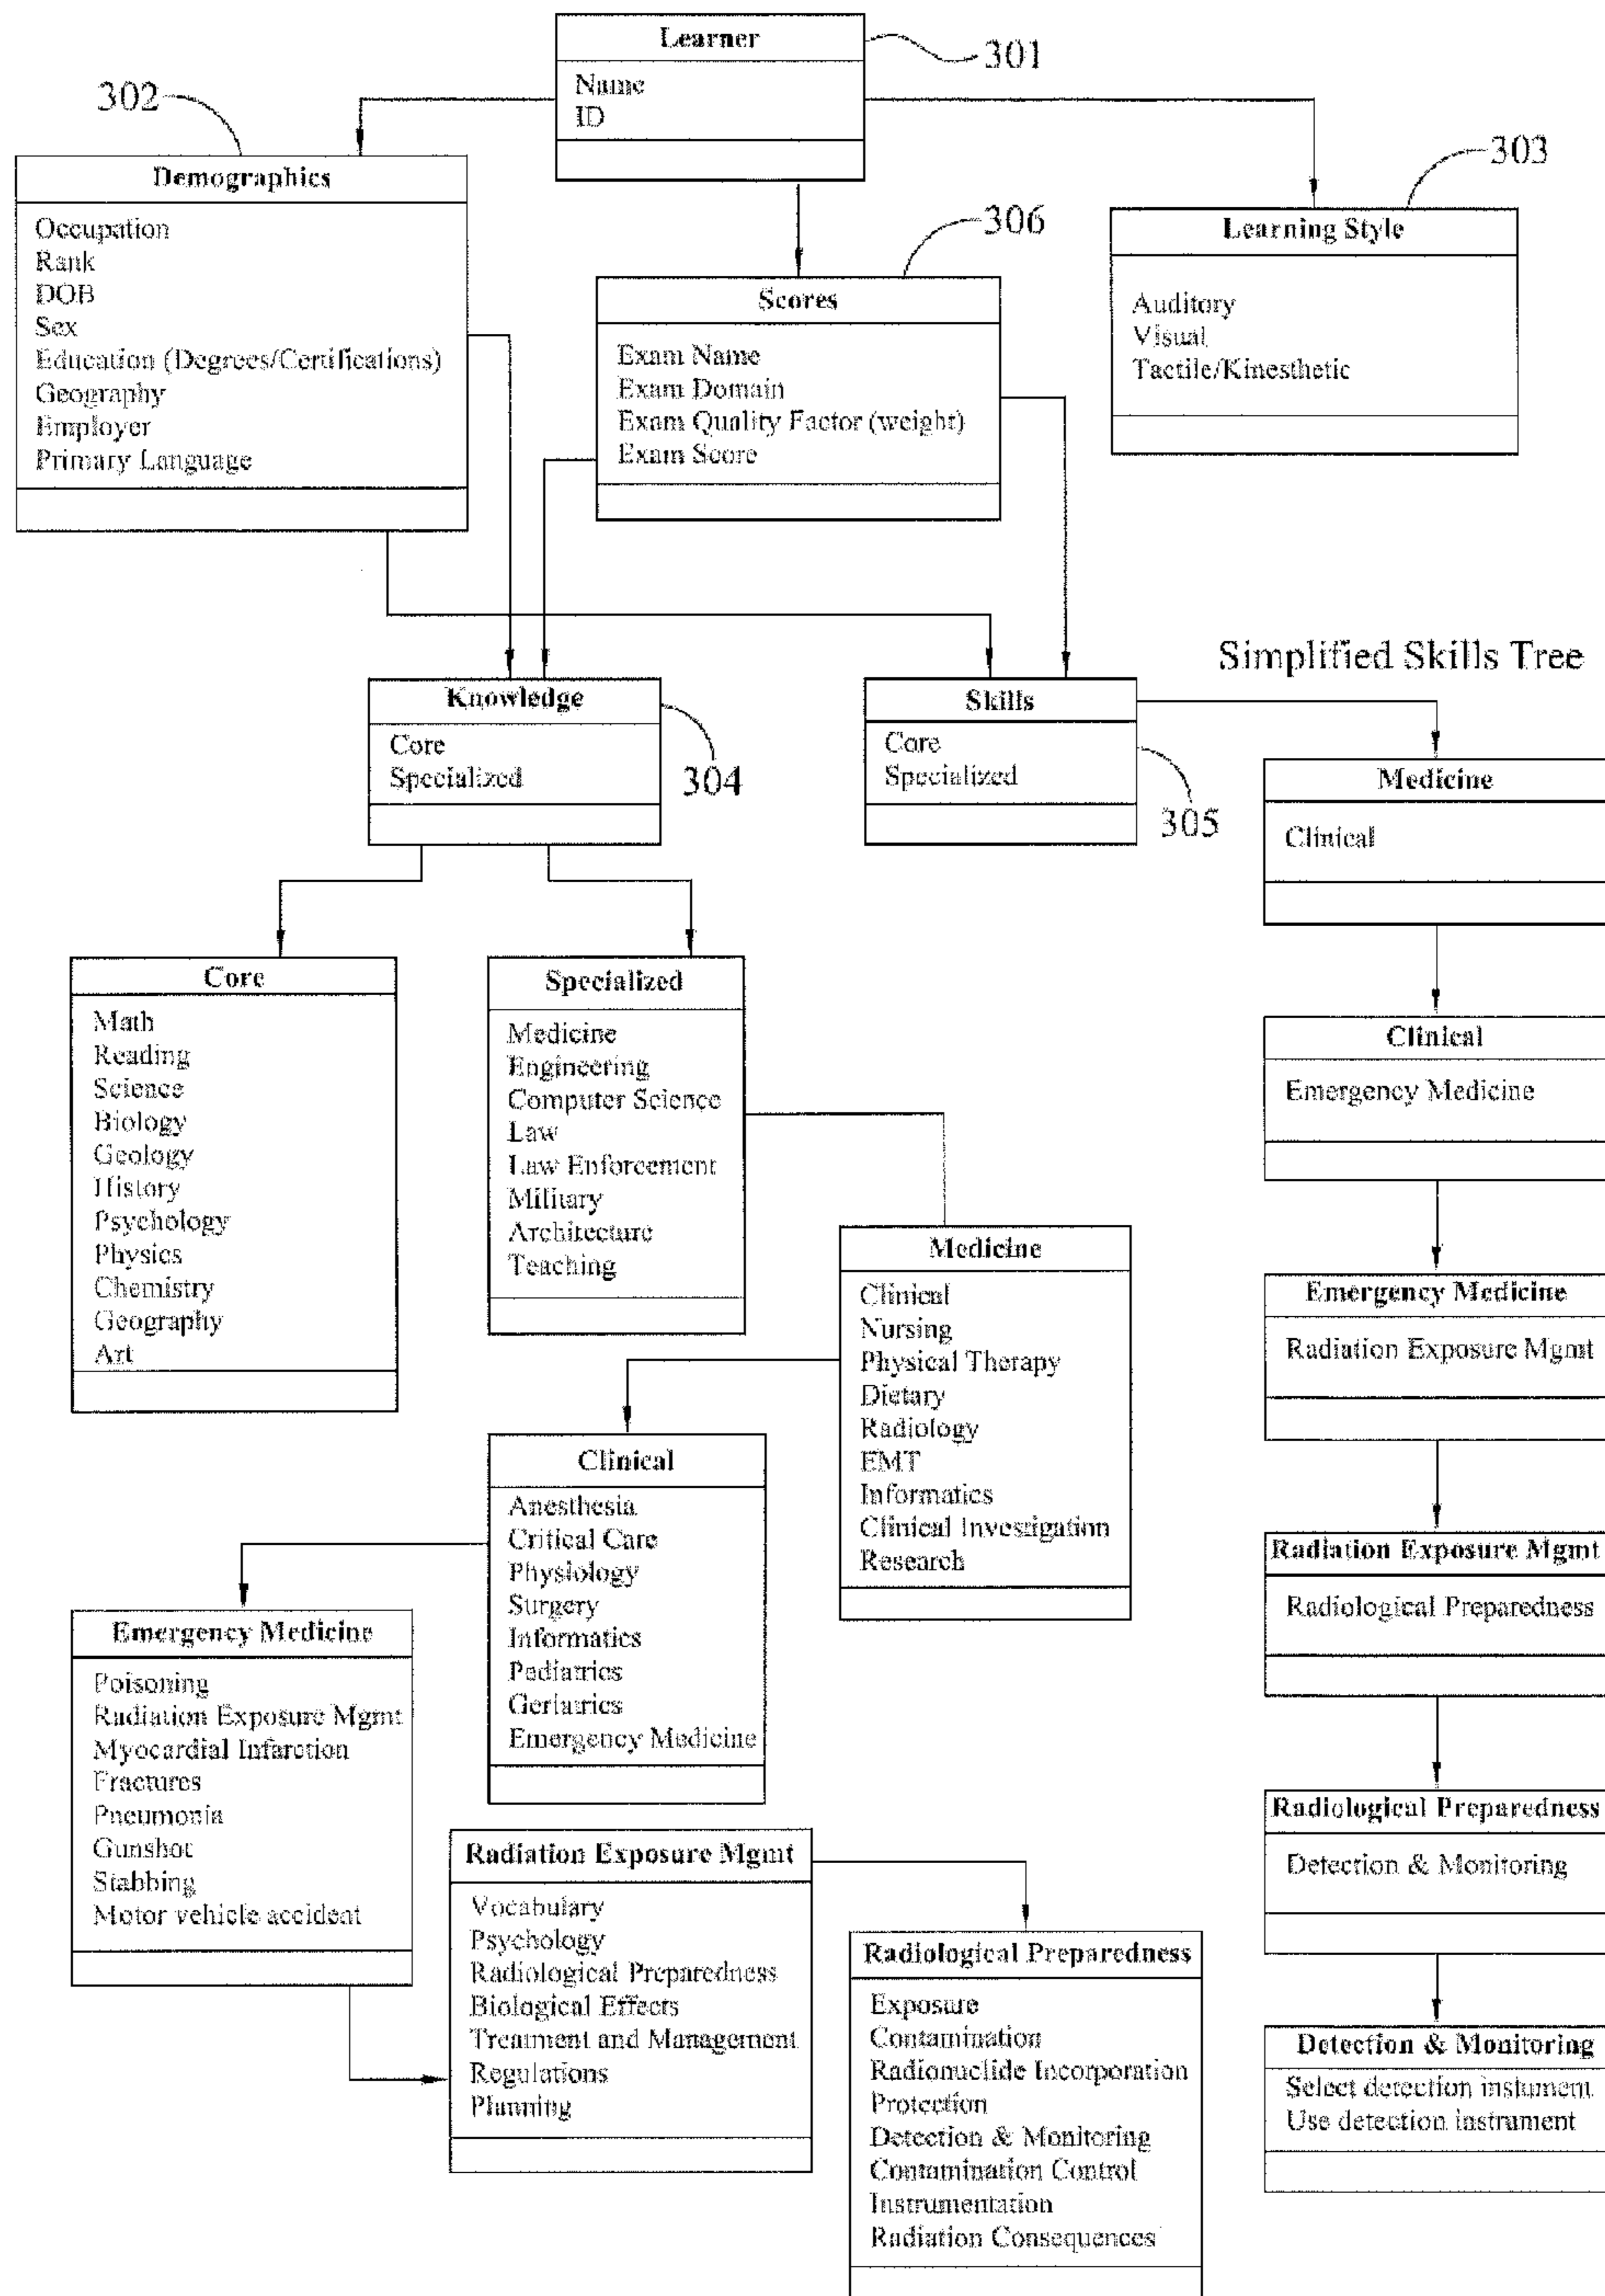 Learner
Name
ID
301
302
Demographics
Occupation
Rank
DOB
Sex
Education (Degrees/Certifications)
Geography
Employer
Primary Language
306
Scores
Exam Name
Exam Domain
Exam Quality Factor (weight)
Exam Score
303
Learning Style
Auditory
Visual
Tactile/Kinesthetic
Knowledge
Core
Specialized
304
Skills
Core
Specialized
305
Simplified Skills Tree
Medicine
Clinical
Clinical
Emergency Medicine
Emergency Medicine
Radiation Exposure Mgmt
Radiation Exposure Mgmt
Radiological Preparedness
Radiological Preparedness
Detection & Monitoring
Detection & Monitoring
Select detection instument
Use detection instrument
Core
Math
Reading
Science
Biology
Geology
History
Psychology
Physics
Chemistry
Geography
Art
Specialized
Medicine
Engineering
Computer Science
Law
Law Enforcement
Military
Architecture
Teaching
Medicine
Clinical
Nursing
Physical Therapy
Dietary
Radiology
EMT
Informatics
Clinical Investigation
Research
Clinical
Anesthesia
Critical Care
Physiology
Surgery
Informatics
Pediatrics
Geriatrics
Emergency Medicine
Emergency Medicine
Poisoning
Radiation Exposure Mgmt
Myocardial Infarction
Fractures
Pneumonia
Gunshot
Stabbing
Motor vehicle accident
Radiation Exposure Mgmt
Vocabulary
Psychology
Radiological Preparedness
Biological Effects
Treatment and Management
Regulations
Planning
Radiological Preparedness
Exposure
Contamination
Radionuclide Incorporation
Protection
Detection & Monitoring
Contamination Control
Instrumentation
Radiation Consequences